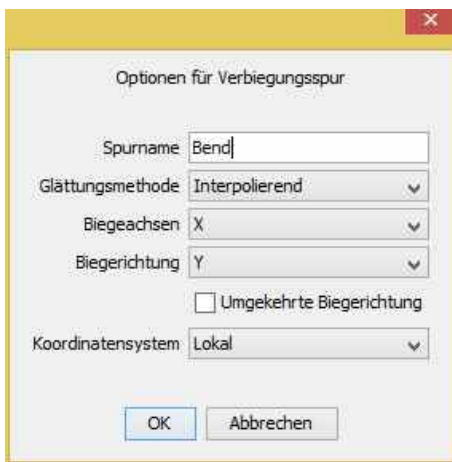 Optionen für Verbiegungsspur
Spurname Bend
Glättungsmethode Interpolierend
Biegeachsen X
Biegerichtung Y
Umgekehrte Biegerichtung
Koordinatensystem Lokal
OK Abbrechen